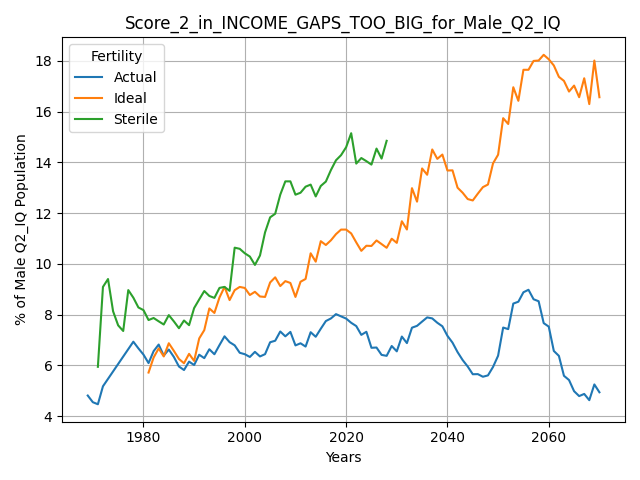 Score_2_in_INCOME_GAPS_TOO_BIG_for_Male_Q2_IQ
Fertility
Actual
Ideal
Sterile
% of Male Q2_IQ Population
18
16
14
12
10
8
6
4
1980
2000
2020
2040
2060
Years